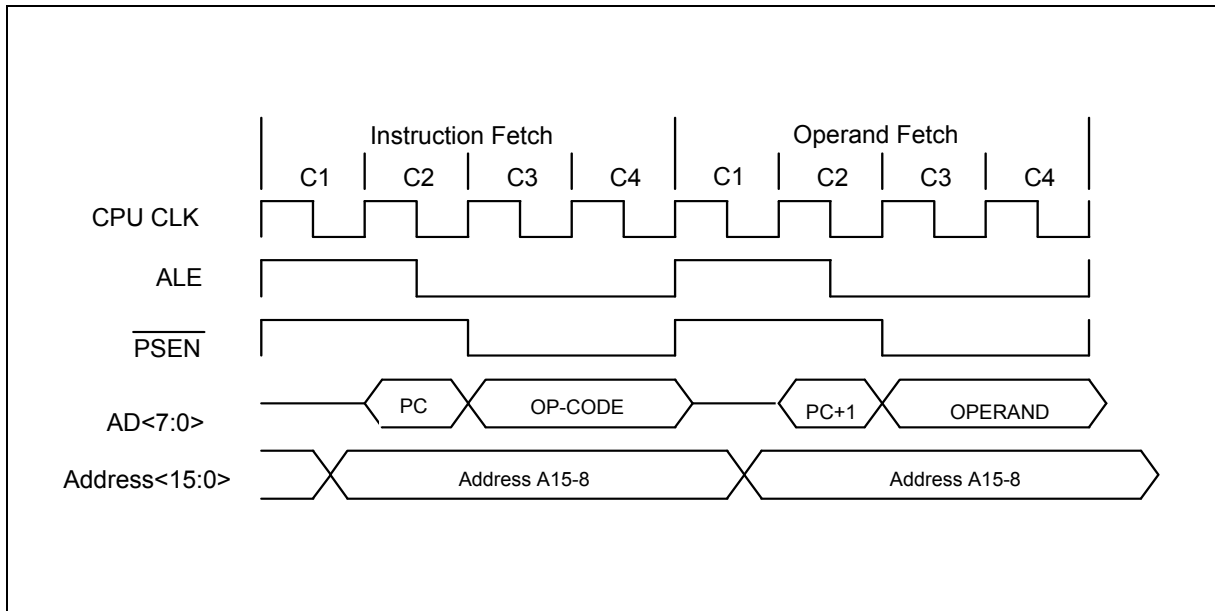 Instruction Fetch Operand Fetch
C1 C2 C3 C4 C1 C2 C3 C4
CPU CLK
ALE
PSEN
AD<7:0> PC OP-CODE PC+1 OPERAND
Address<15:0> Address A15-8 Address A15-8